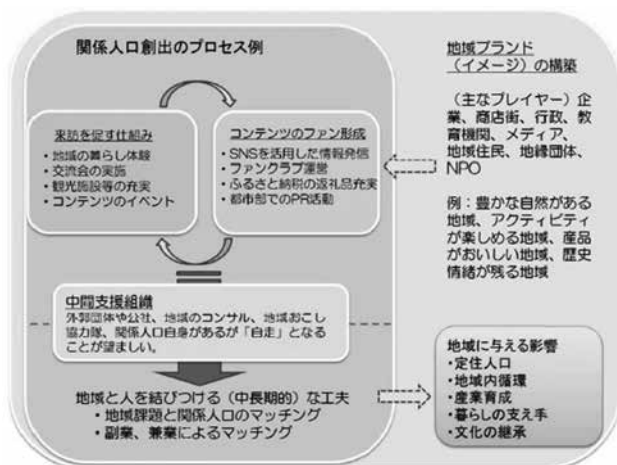 関係人口創出のプロセス例
来訪を促す仕組み
・地域の暮らし体験
・交流会の実施
・観光施設等の充実
・コンテンツのイベント
コンテンツのファン形成
・SNSを活用した情報発信
・ファンクラブ運営
・ふるさと納税の返礼品充実
・都市部でのPR活動
中間支援組織
外郭団体や公社、地域のコンサル、地域おこし
協力隊、関係人口自身があるが「自走」となる
ことが望ましい。
地域と人を結びつける（中長期的）な工夫
・地域課題と関係人口のマッチング
・副業、兼業によるマッチング
地域ブランド
（イメージ）の構築
（主なプレイヤー）企
業、商店街、行政、教
育機関、メディア、
地域住民、地縁団体、
NPO
例：豊かな自然がある
地域、アクティビティ
が楽しめる地域、産品
がおいしい地域、歴史
情緒が残る地域
地域に与える影響
・定住人口
・地域内循環
・産業育成
・暮らしの支え手
・文化の継承